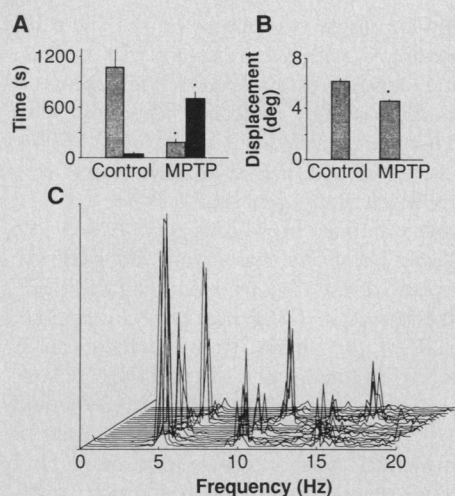 A
Time (s)
1200
600
0
Control MPTP
B
Displacement
(deg)
8
4
0
Control MPTP
C
0 5 10 15 20
Frequency (Hz)